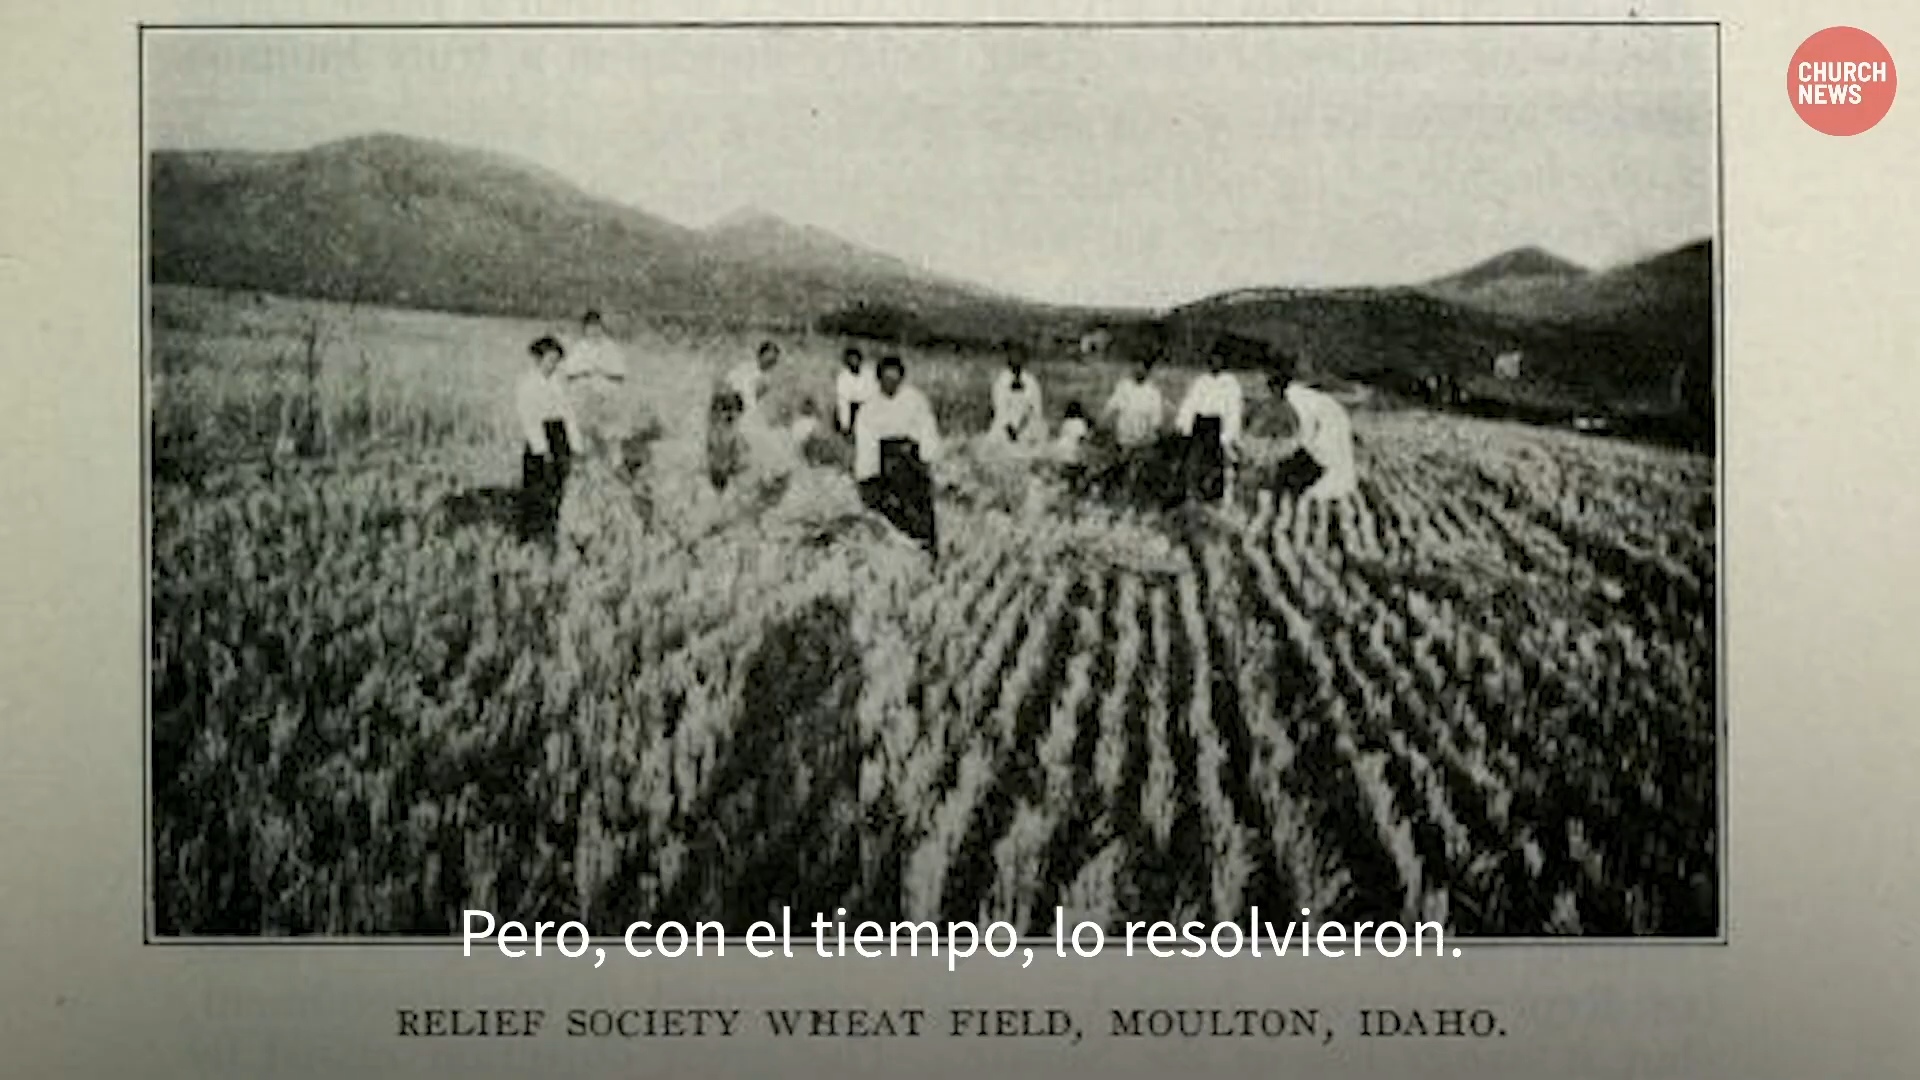 CHURCH
NEWS
Pero, con el tiempo, lo resolvieron.
RELIEF SOCIETY WHEAT FIELD, MOULTON, IDAHO.